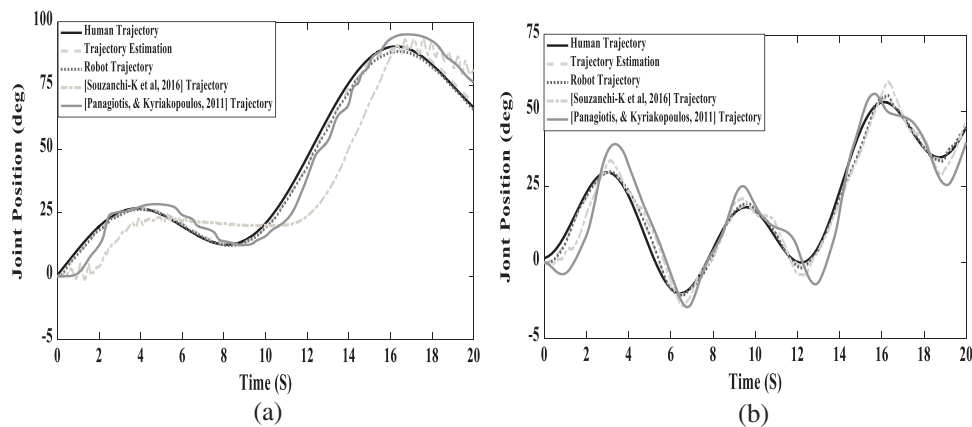 100
75
50
25
0
-5
Joint Position (deg)
Human Trajectory
Trajectory Estimation
Robot Trajectory
[Souzanchi-K et al, 2016] Trajectory
[Panagiotis, & Kyriakopoulos, 2011] Trajectory
0 2 4 6 8 10 12 14 16 18 20
Time (S)
(a)
75
50
25
0
-5
Jont Position (deg)
Human Trajectory
Trajectory Estimation
Robot Trajectory
[Souzanchi-K et al, 2016] Trajectory
[Panagiotis, & Kyriakopoulos, 2011] Trajectory
0 2 4 6 8 10 12 14 16 18 20
Time (S)
(b)